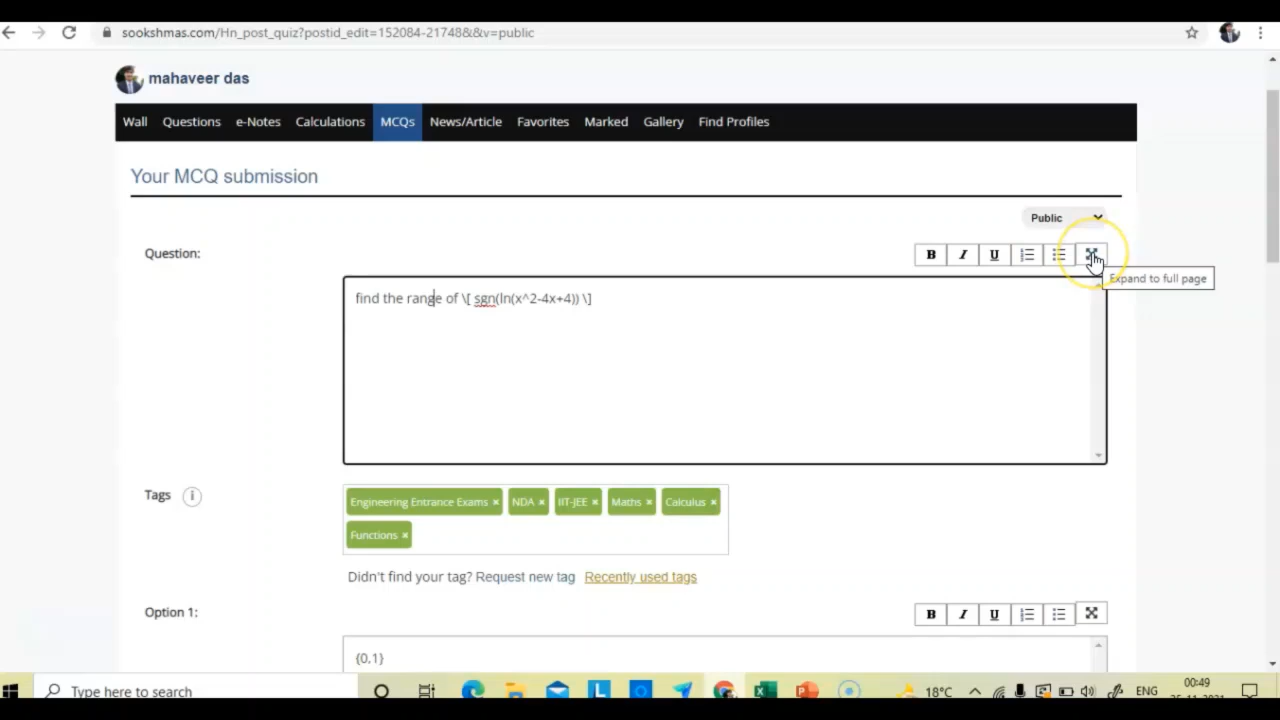 sookshmas.com/Hn_post_quiz?postid_edit=152084-21748&&v=public
mahaveer das
Wall Questions e-Notes Calculations MCQs News/Article Favorites Marked Gallery Find Profiles
Your MCQ submission
Public
Question:
B I U
Expand to full page
find the range of \[ sgn(ln(x^2-4x+4)) \]
Tags i
Engineering Entrance Exams × NDA × IIT-JEE × Maths × Calculus ×
Functions ×
Didn't find your tag? Request new tag Recently used tags
Option 1:
B I U
{0,1}
Type here to search
18°C ENG 00:49